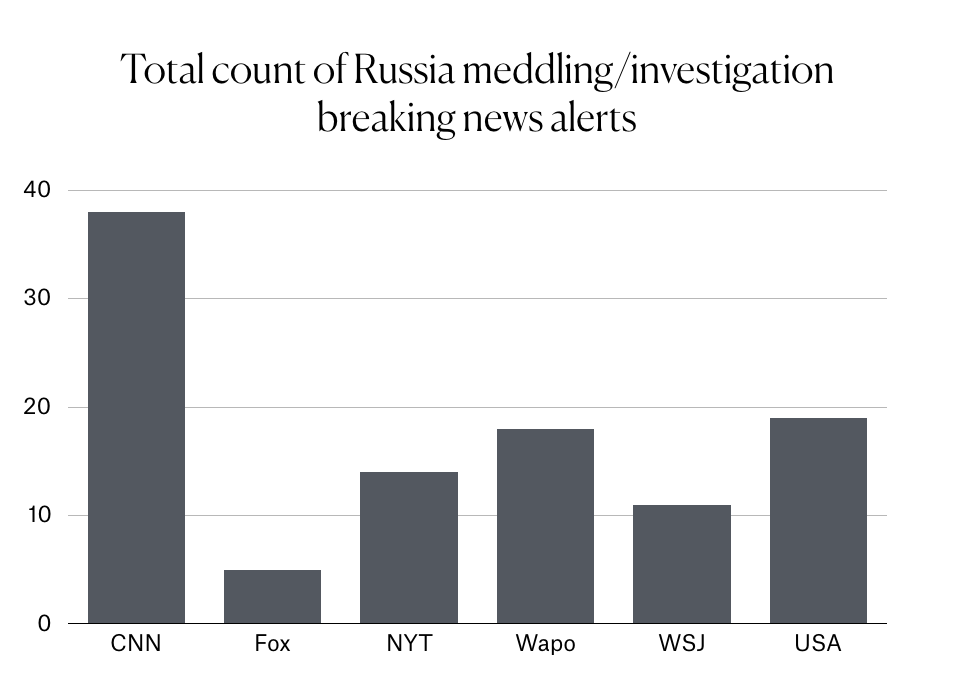 Total count of Russia meddling/investigation
breaking news alerts
40
30
20
10
0
CNN Fox NYT Wapo WSJ USA